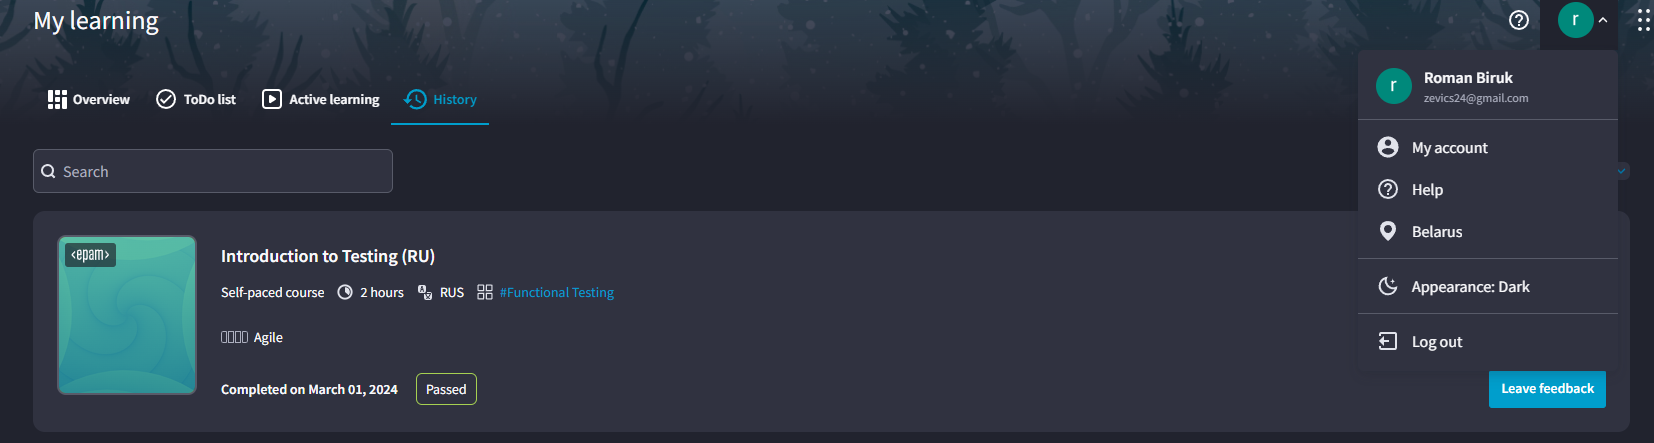 My learning
r
Overview
ToDo list
Active learning
History
Roman Biruk
r
zevics24@gmail.com
My account
Help
Belarus
Appearance: Dark
Log out
Search
<epam>
Introduction to Testing (RU)
Self-paced course 2 hours RUS #Functional Testing
Agile
Completed on March 01, 2024 Passed
Leave feedback